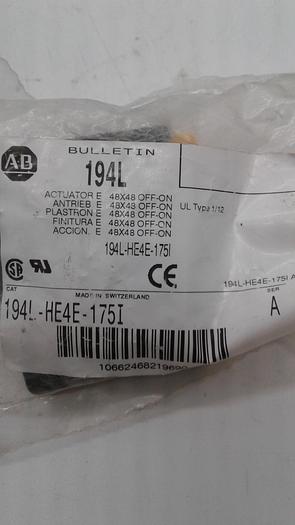 AB
BULLETIN
194L
ACTUATOR E 48X48 OFF-ON
ANTRIEB E 48X48 OFF-ON
PLASTRON E 48X48 OFF-ON
FINITURA E 48X48 OFF-ON
ACCION. E 48X48 OFF-ON
UL Type 1/12
194L-HE4E-175I
CE
194L-HE4E-175I A
CAT
MADE IN SWITZERLAND
SER
194L-HE4E-175I
A